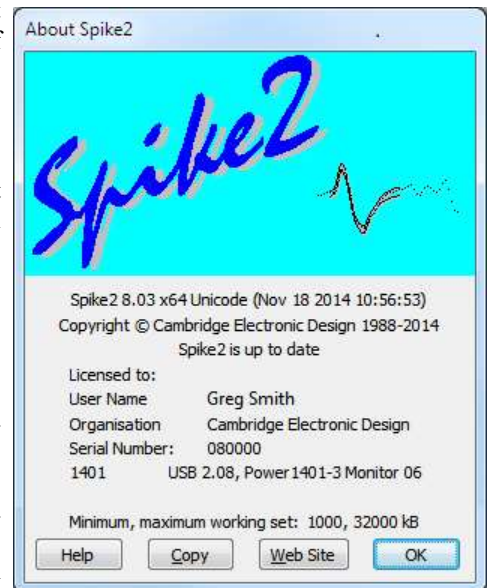 About Spike2
Spike2
Spike2 8.03 x64 Unicode (Nov 18 2014 10:56:53)
Copyright © Cambridge Electronic Design 1988-2014
Spike2 is up to date
Licensed to:
User Name Greg Smith
Organisation Cambridge Electronic Design
Serial Number: 080000
1401 USB 2.08, Power1401-3 Monitor 06
Minimum, maximum working set: 1000, 32000 kB
Help Copy Web Site OK